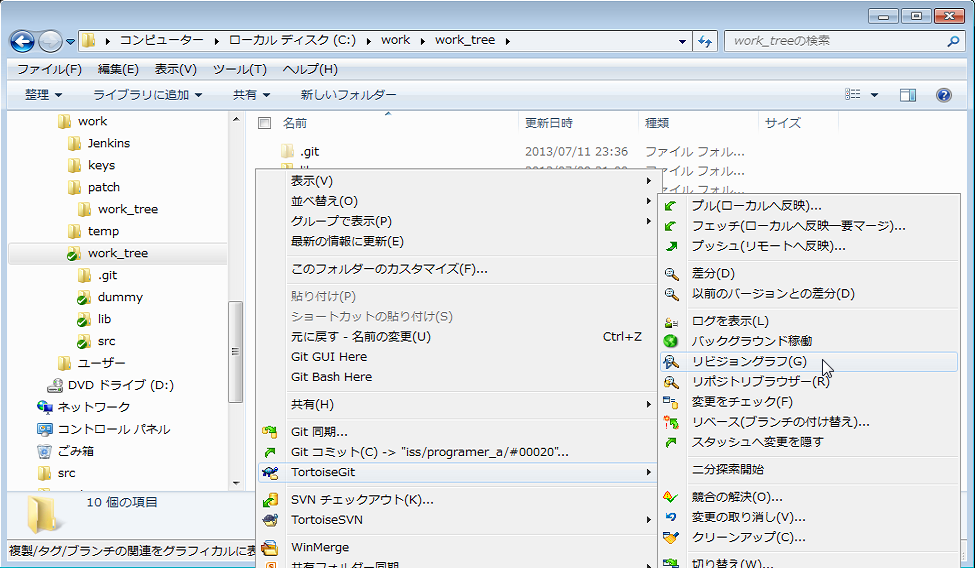 コンピューター ローカル ディスク (C:) work work_tree
work_treeの検索
ファイル(F) 編集(E) 表示(V) ツール(T) ヘルプ(H)
整理 ライブラリに追加 共有 新しいフォルダー
work
Jenkins
keys
patch
work_tree
temp
work_tree
.git
dummy
lib
src
ユーザー
DVD ドライブ (D:)
ネットワーク
コントロール パネル
ごみ箱
src
名前 更新日時 種類 サイズ
.git 2013/07/11 23:36 ファイル フォル...
ファイル フォル...
ファイル フォル...
表示(V)
並べ替え(O)
グループで表示(P)
最新の情報に更新(E)
このフォルダーのカスタマイズ(F)...
貼り付け(P)
ショートカットの貼り付け(S)
元に戻す - 名前の変更(U) Ctrl+Z
Git GUI Here
Git Bash Here
共有(H)
Git 同期...
Git コミット(C) -> "iss/programer_a/#00020"...
TortoiseGit
SVN チェックアウト(K)...
TortoiseSVN
WinMerge
共有フォルダー同期
プル(ローカルへ反映)...
フェッチ(ローカルへ反映―要マージ)...
プッシュ(リモートへ反映)...
差分(D)
以前のバージョンとの差分(D)
ログを表示(L)
バックグラウンド稼働
リビジョングラフ(G)
リポジトリブラウザー(R)
変更をチェック(F)
リベース(ブランチの付け替え)...
スタッシュへ変更を隠す
二分探索開始
競合の解決(O)...
変更の取り消し(V)...
クリーンアップ(C)...
切り替え(W)...
10 個の項目
複製/タグ/ブランチの関連をグラフィカルに表